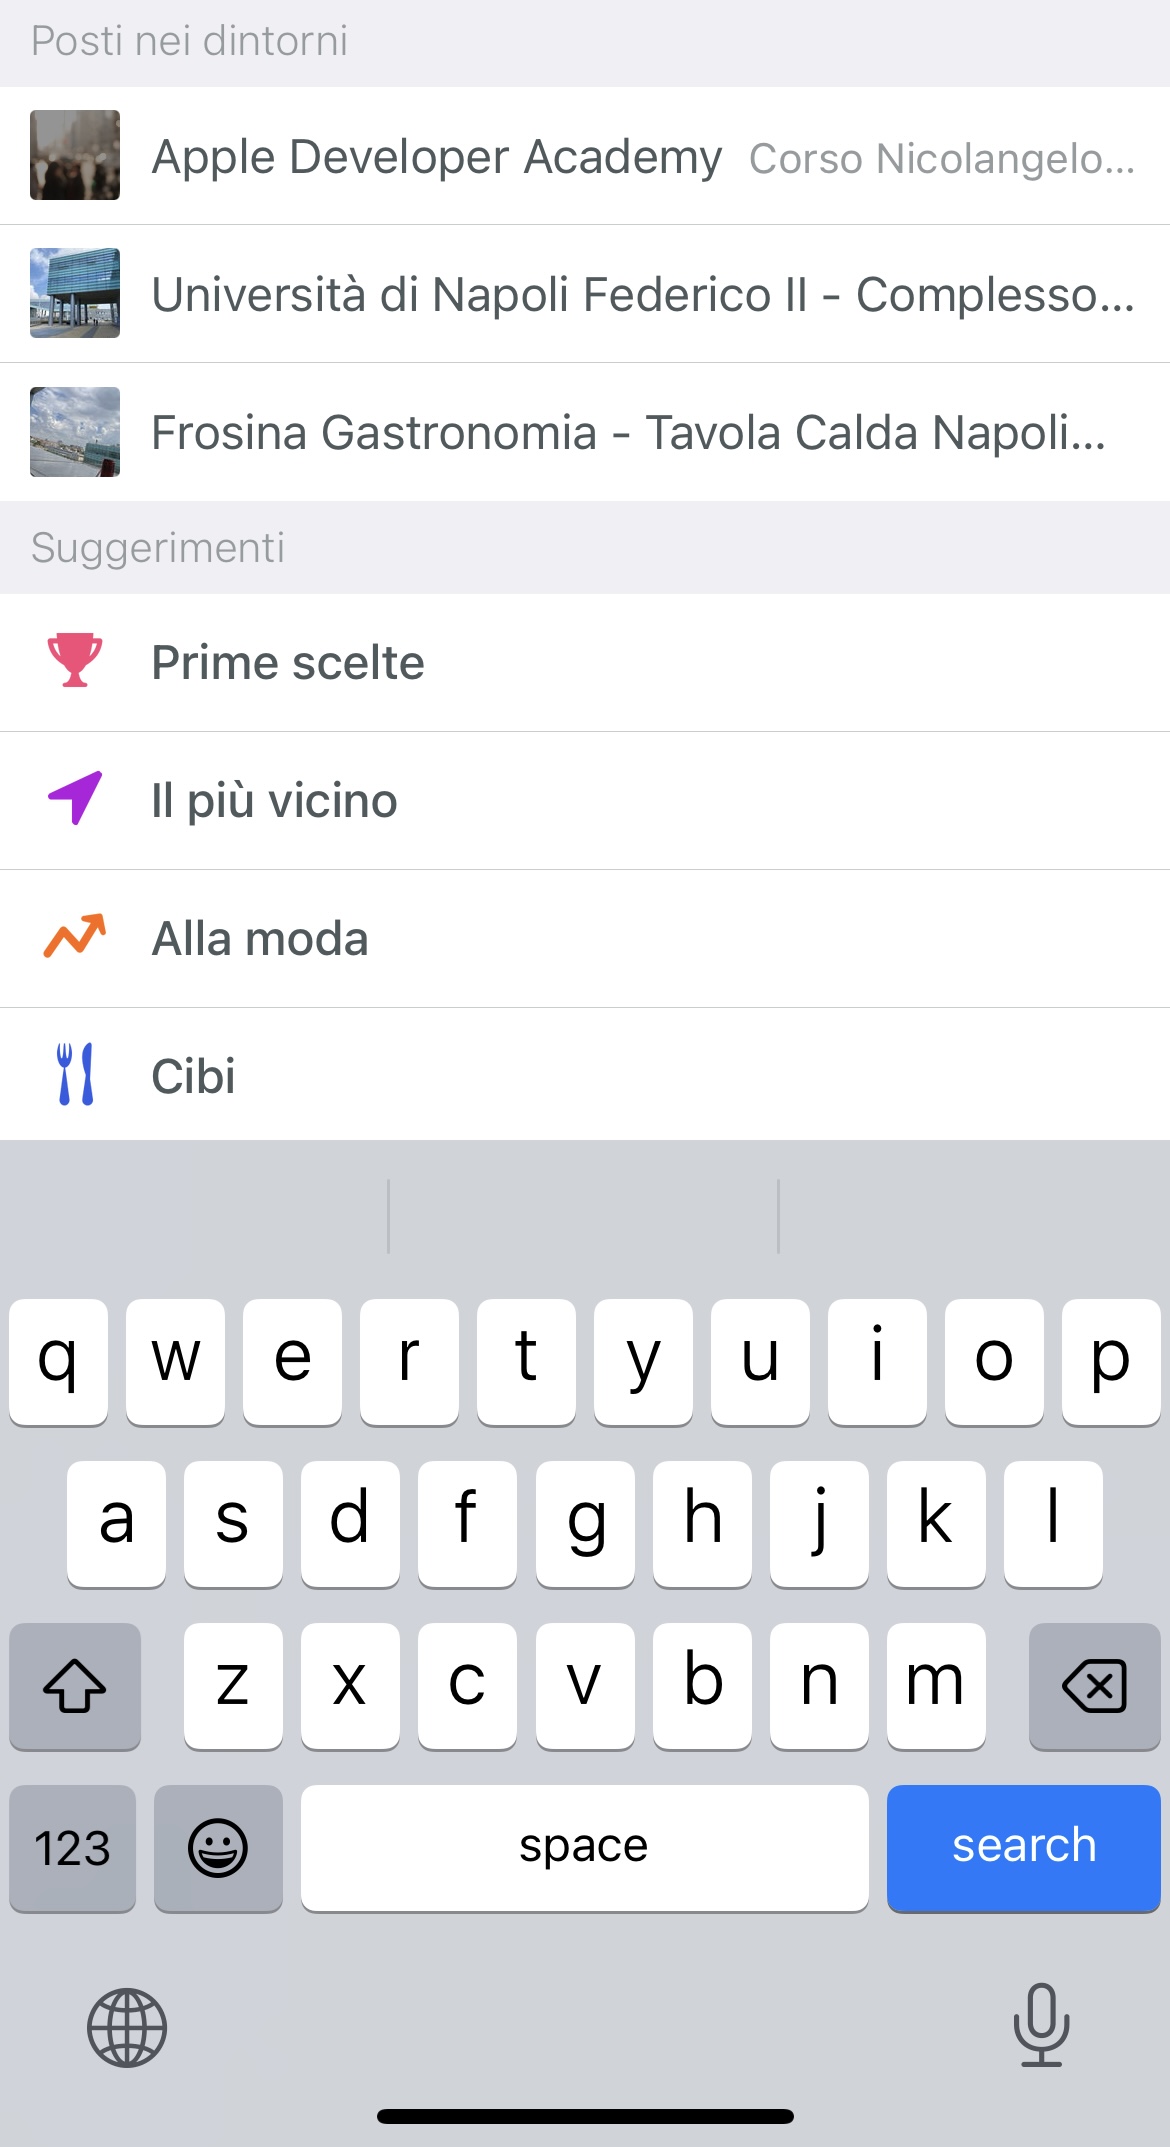 Posti nei dintorni
Apple Developer Academy Corso Nicolangelo...
Università di Napoli Federico II - Complesso...
Frosina Gastronomia - Tavola Calda Napoli...
Suggerimenti
Prime scelte
Il più vicino
Alla moda
Cibi
q w e r t y u i o p
a s d f g h j k l
z x c v b n m
123 space search